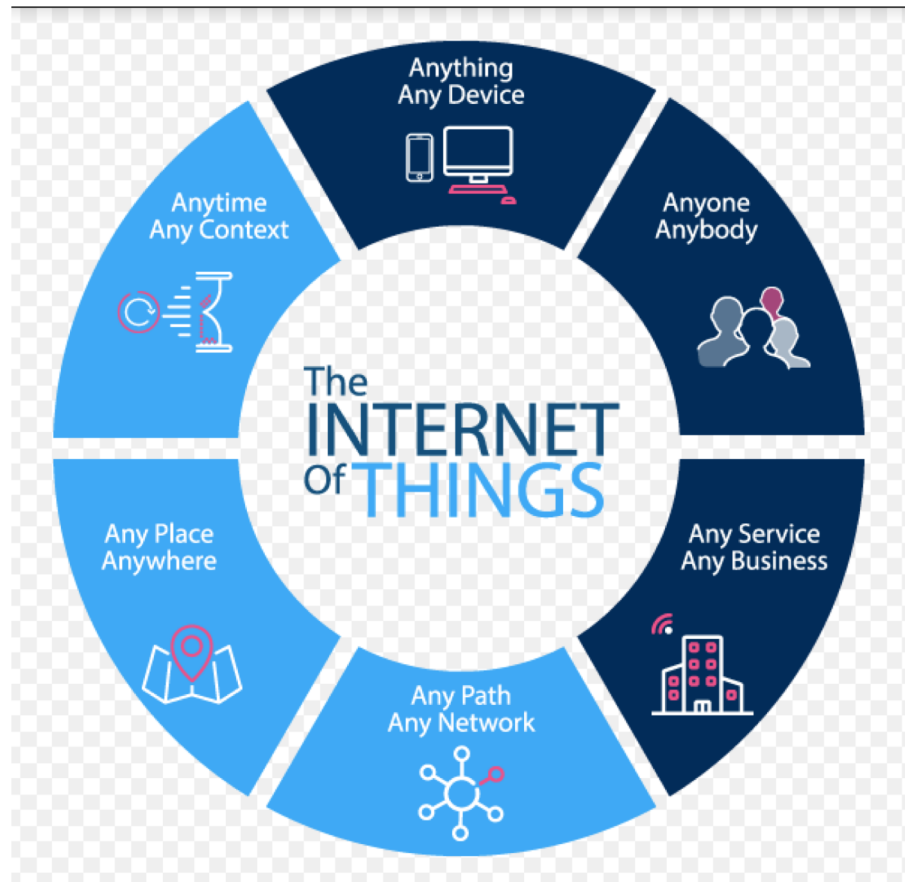 Anything
Any Device
Anyone
Anybody
Any Service
Any Business
Any Path
Any Network
Any Place
Anywhere
Anytime
Any Context
The
INTERNET
Of THINGS